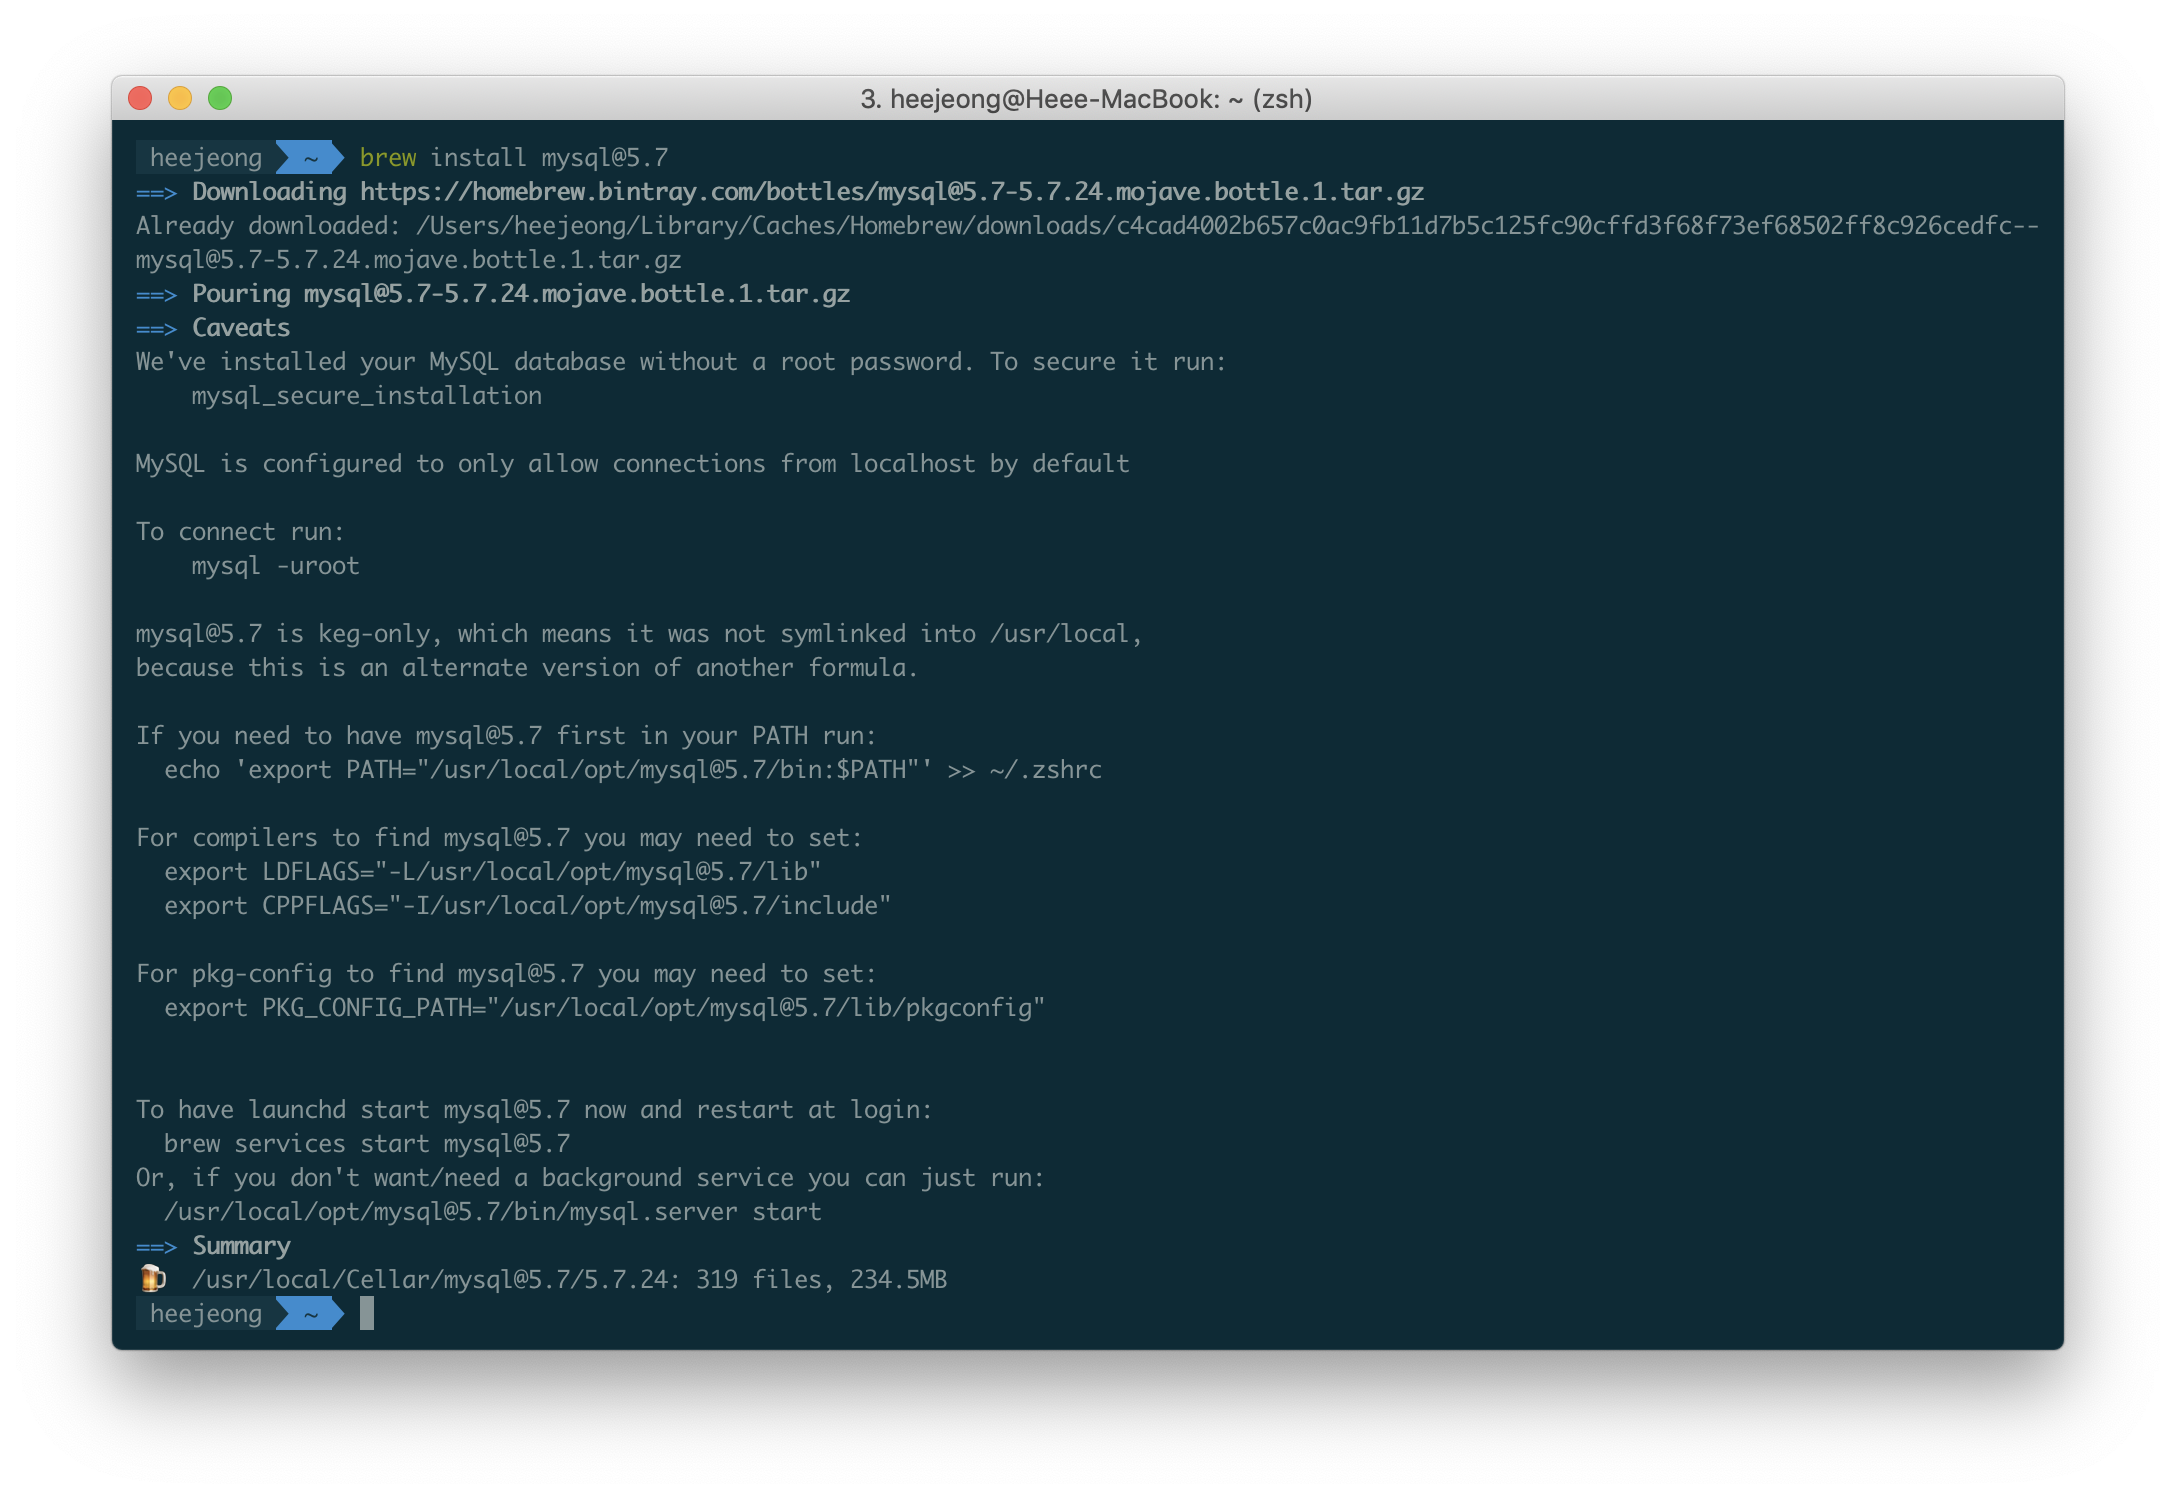 3. heejeong@Heee-MacBook: ~ (zsh)
heejeong ~ brew install mysql@5.7
==> Downloading https://homebrew.bintray.com/bottles/mysql@5.7-5.7.24.mojave.bottle.1.tar.gz
Already downloaded: /Users/heejeong/Library/Caches/Homebrew/downloads/c4cad4002b657c0ac9fb11d7b5c125fc90cffd3f68f73ef68502ff8c926cedfc--
mysql@5.7-5.7.24.mojave.bottle.1.tar.gz
==> Pouring mysql@5.7-5.7.24.mojave.bottle.1.tar.gz
==> Caveats
We've installed your MySQL database without a root password. To secure it run:
    mysql_secure_installation

MySQL is configured to only allow connections from localhost by default

To connect run:
    mysql -uroot

mysql@5.7 is keg-only, which means it was not symlinked into /usr/local,
because this is an alternate version of another formula.

If you need to have mysql@5.7 first in your PATH run:
  echo 'export PATH="/usr/local/opt/mysql@5.7/bin:$PATH"' >> ~/.zshrc

For compilers to find mysql@5.7 you may need to set:
  export LDFLAGS="-L/usr/local/opt/mysql@5.7/lib"
  export CPPFLAGS="-I/usr/local/opt/mysql@5.7/include"

For pkg-config to find mysql@5.7 you may need to set:
  export PKG_CONFIG_PATH="/usr/local/opt/mysql@5.7/lib/pkgconfig"

To have launchd start mysql@5.7 now and restart at login:
  brew services start mysql@5.7
Or, if you don't want/need a background service you can just run:
  /usr/local/opt/mysql@5.7/bin/mysql.server start
==> Summary
🍺  /usr/local/Cellar/mysql@5.7/5.7.24: 319 files, 234.5MB
heejeong ~